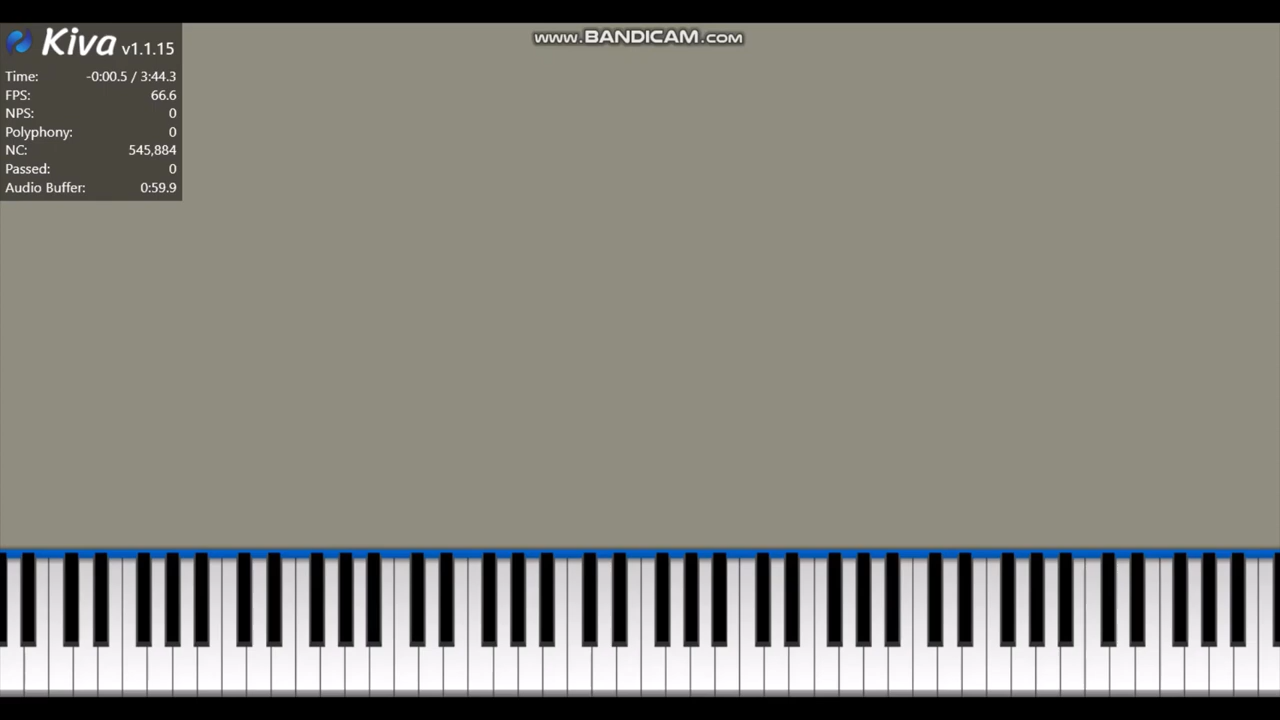 Kiva v1.1.15
www.BANDICAM.com
Time: -0:00.5 / 3:44.3
FPS: 66.6
NPS: 0
Polyphony: 0
NC: 545,884
Passed: 0
Audio Buffer: 0:59.9